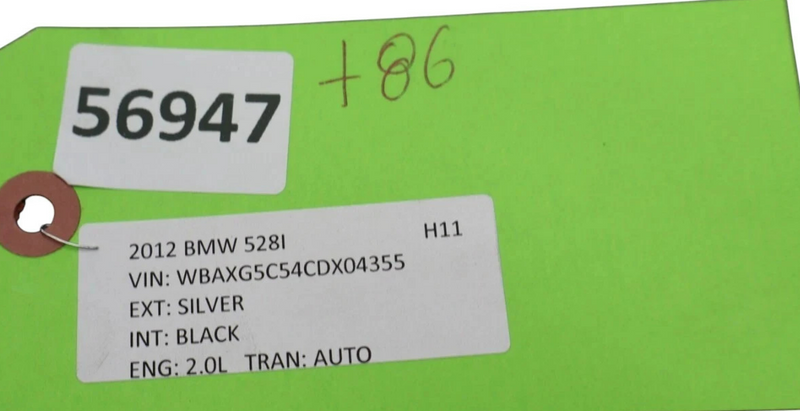 +86
56947
2012 BMW 528I H11
VIN: WBAXG5C54CDX04355
EXT: SILVER
INT: BLACK
ENG: 2.0L TRAN: AUTO